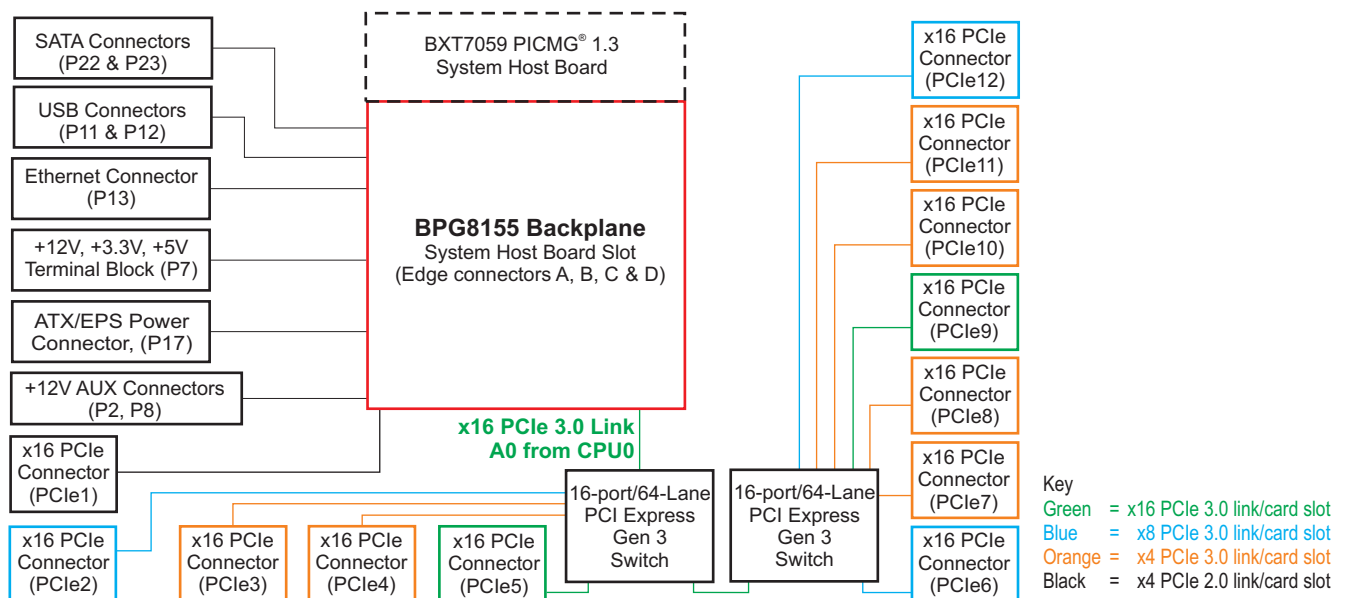 SATA Connectors
(P22 & P23)
USB Connectors
(P11 & P12)
Ethernet Connector
(P13)
+12V, +3.3V, +5V
Terminal Block (P7)
ATX/EPS Power
Connector, (P17)
+12V AUX Connectors
(P2, P8)
x16 PCIe
Connector
(PCIe1)
BXT7059 PICMG® 1.3
System Host Board
BPG8155 Backplane
System Host Board Slot
(Edge connectors A, B, C & D)
x16 PCIe 3.0 Link
A0 from CPU0
x16 PCIe
Connector
(PCIe2)
x16 PCIe
Connector
(PCIe3)
x16 PCIe
Connector
(PCIe4)
x16 PCIe
Connector
(PCIe5)
16-port/64-Lane
PCI Express
Gen 3
Switch
16-port/64-Lane
PCI Express
Gen 3
Switch
x16 PCIe
Connector
(PCIe12)
x16 PCIe
Connector
(PCIe11)
x16 PCIe
Connector
(PCIe10)
x16 PCIe
Connector
(PCIe9)
x16 PCIe
Connector
(PCIe8)
x16 PCIe
Connector
(PCIe7)
x16 PCIe
Connector
(PCIe6)
Key
Green = x16 PCIe 3.0 link/card slot
Blue = x8 PCIe 3.0 link/card slot
Orange = x4 PCIe 3.0 link/card slot
Black = x4 PCIe 2.0 link/card slot